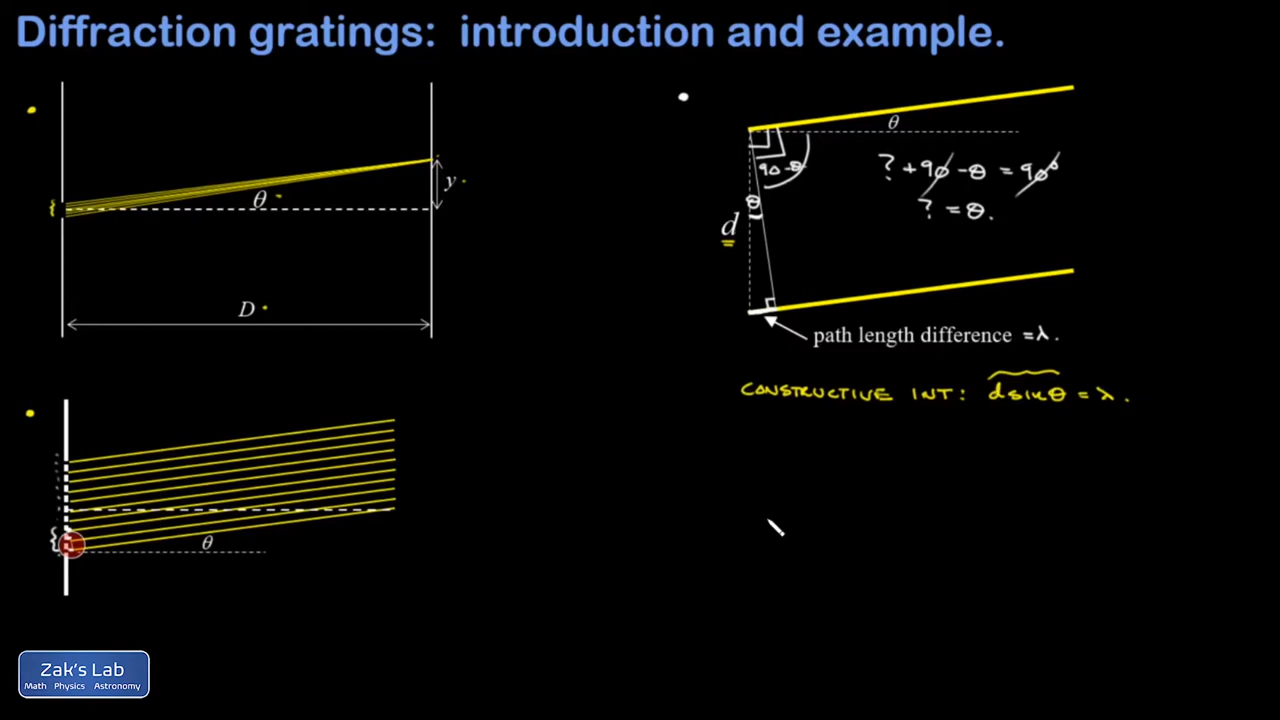 Diffraction gratings: introduction and example.
θ
y
D
θ
θ
90-θ
? + 90 - θ = 90°
θ
? = θ.
d
path length difference = λ.
CONSTRUCTIVE INT: dsinθ = λ.
Zak's Lab
Math Physics Astronomy